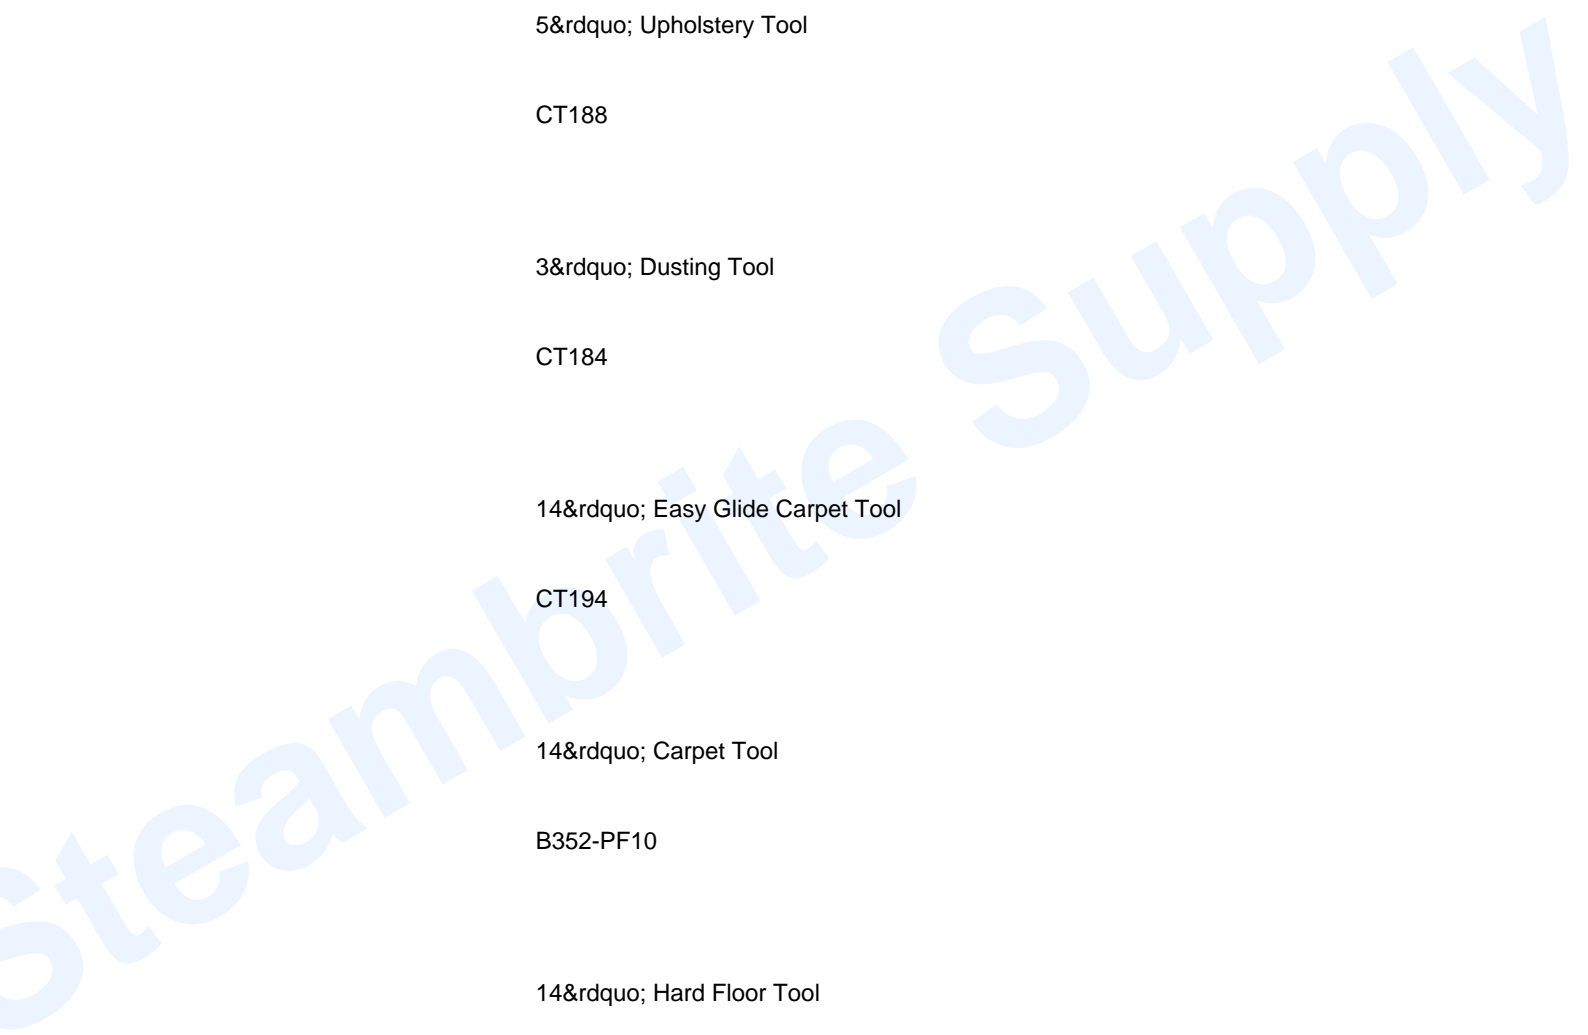 5&rdquo; Upholstery Tool
CT188
3&rdquo; Dusting Tool
CT184
14&rdquo; Easy Glide Carpet Tool
CT194
14&rdquo; Carpet Tool
B352-PF10
14&rdquo; Hard Floor Tool
Steambrite Supply